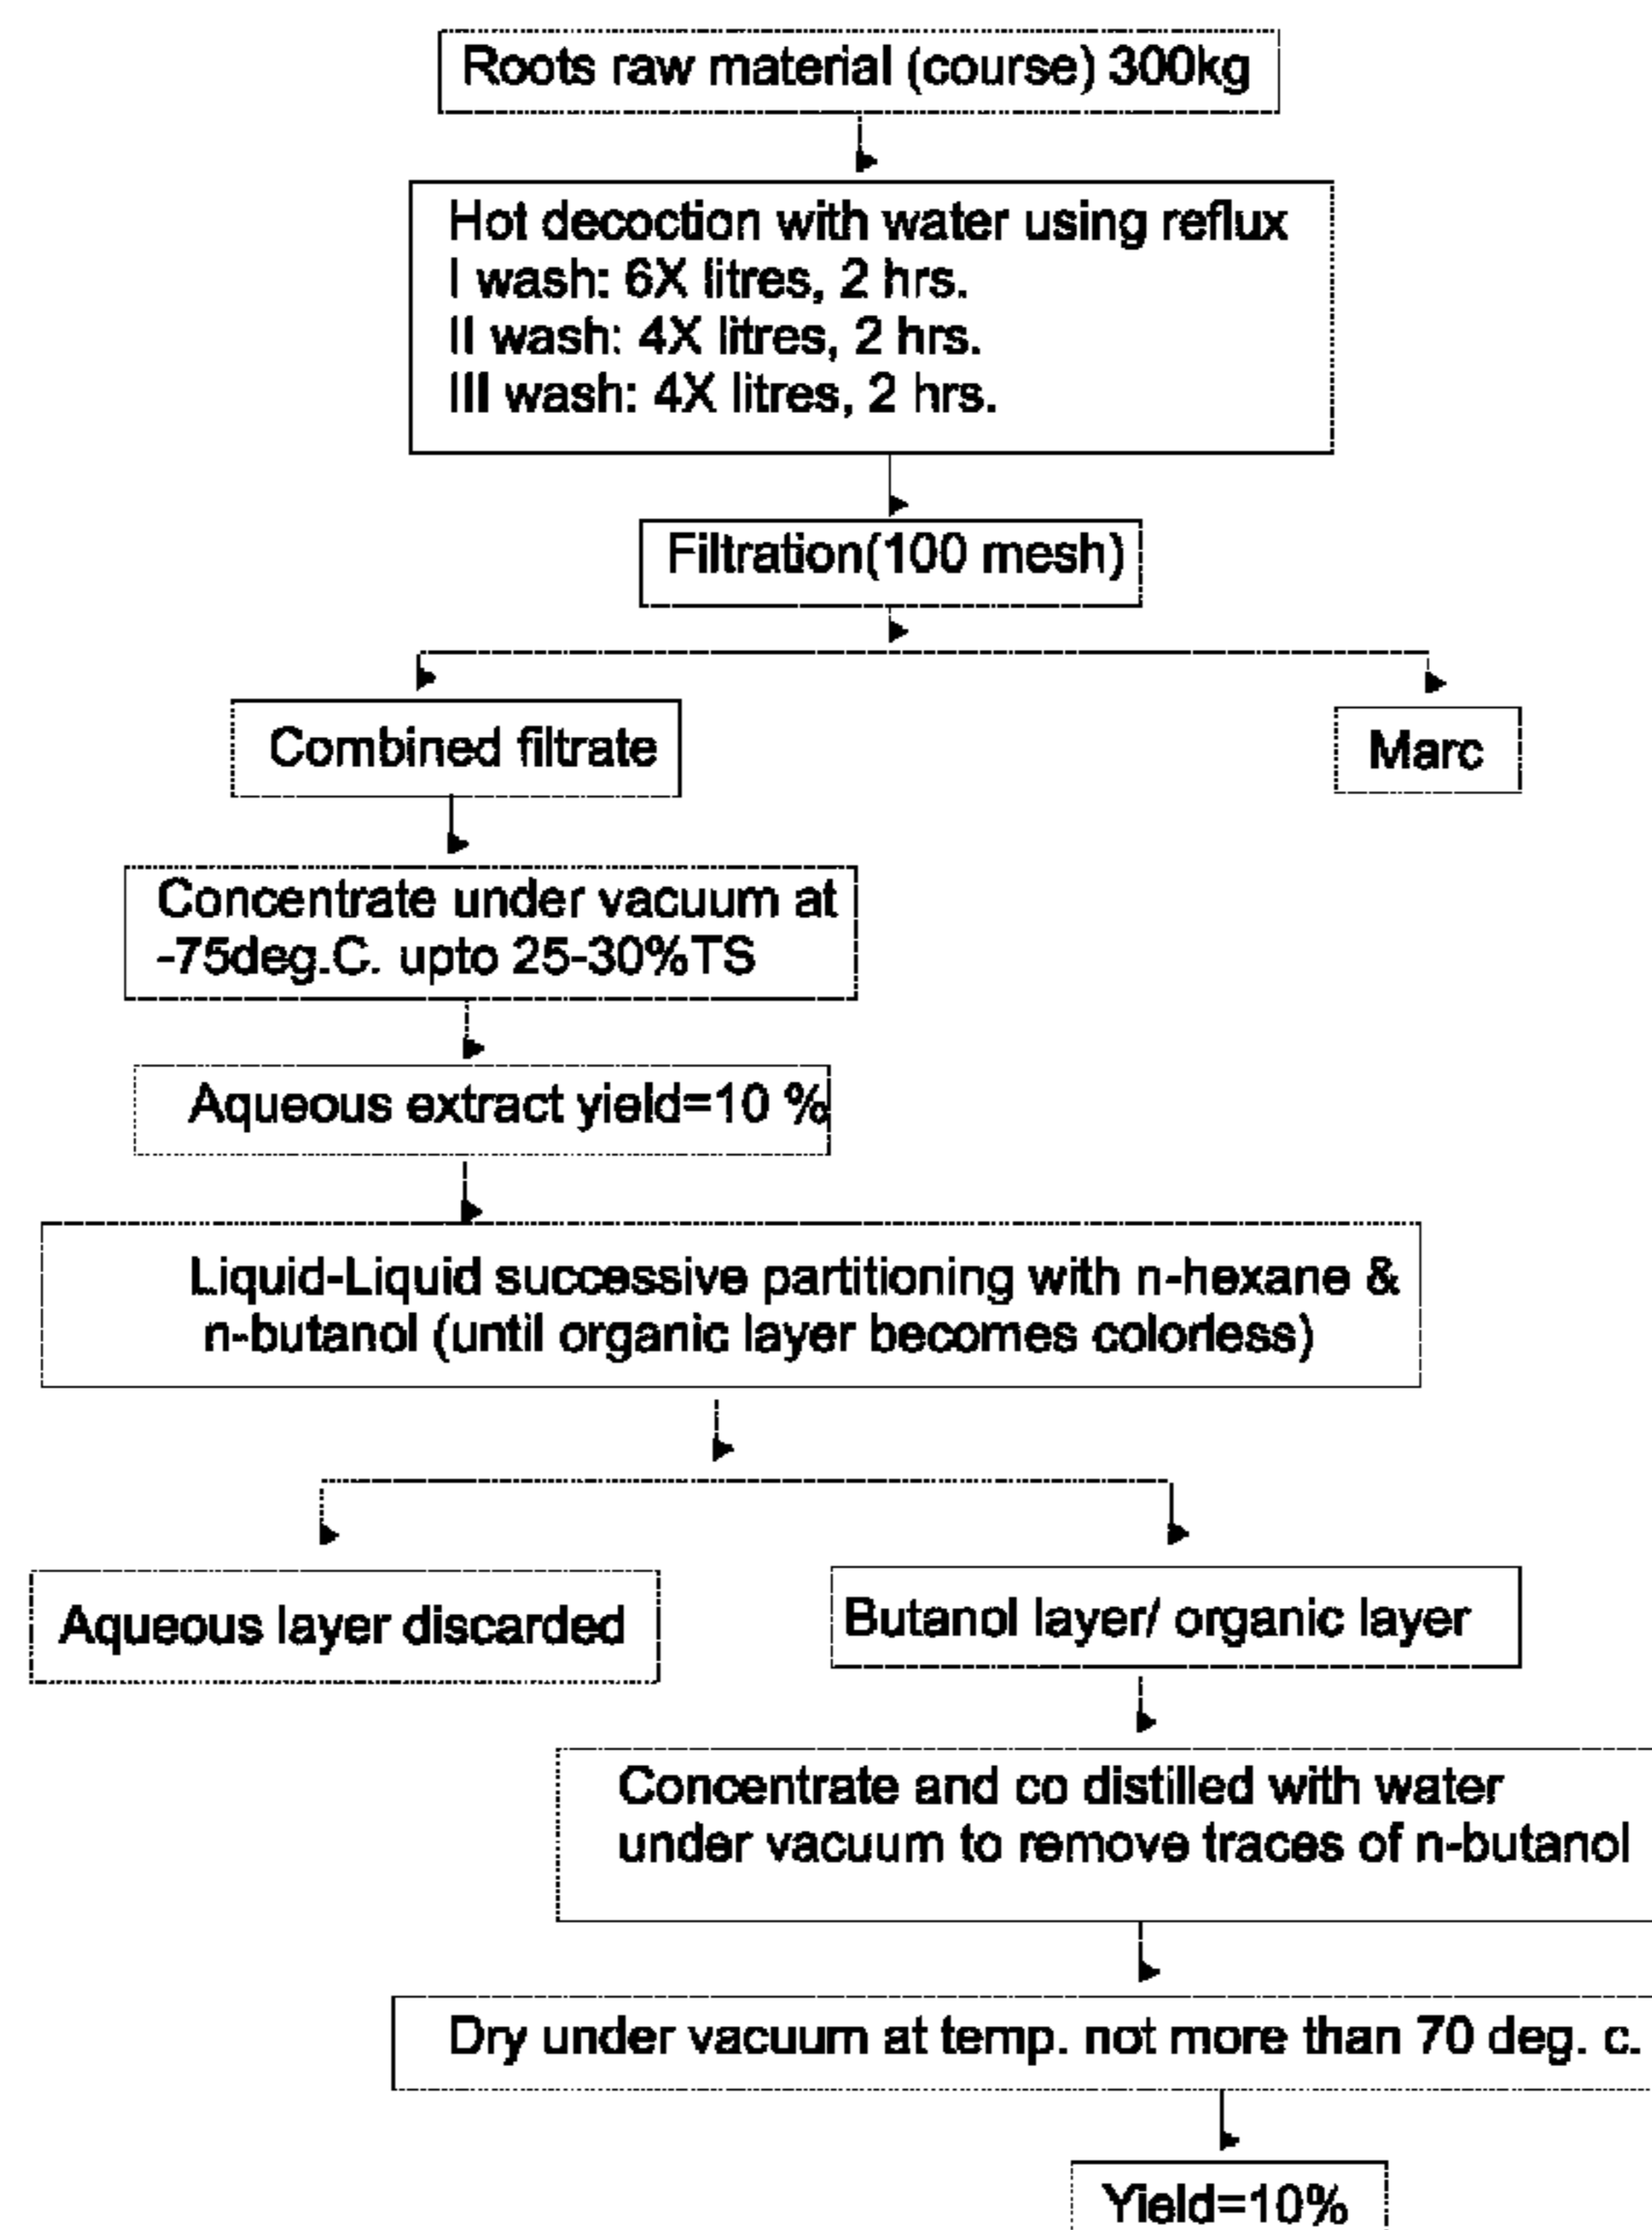 Roots raw material (course) 300kg
Hot decoction with water using reflux
I wash: 6X litres, 2 hrs.
II wash: 4X litres, 2 hrs.
III wash: 4X litres, 2 hrs.
Filtration(100 mesh)
Combined filtrate
Marc
Concentrate under vacuum at
-75deg.C. upto 25-30%TS
Aqueous extract yield=10 %
Liquid-Liquid successive partitioning with n-hexane &
n-butanol (until organic layer becomes colorless)
Aqueous layer discarded
Butanol layer/ organic layer
Concentrate and co distilled with water
under vacuum to remove traces of n-butanol
Dry under vacuum at temp. not more than 70 deg. c.
Yield=10%